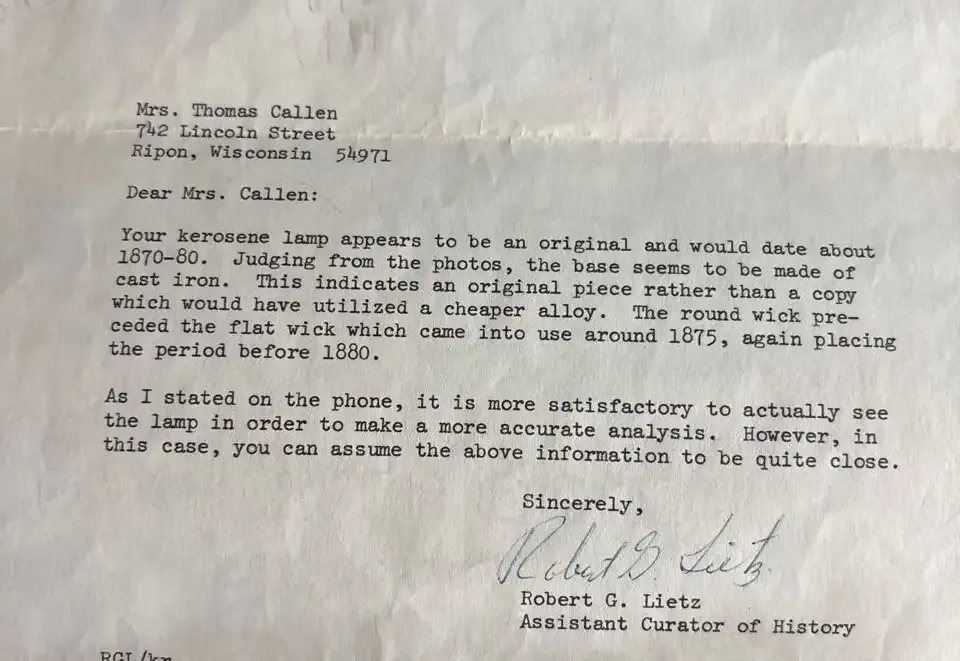 Mrs. Thomas Callen
742 Lincoln Street
Ripon, Wisconsin 54971
Dear Mrs. Callen:
Your kerosene lamp appears to be an original and would date about
1870-80. Judging from the photos, the base seems to be made of
cast iron. This indicates an original piece rather than a copy
which would have utilized a cheaper alloy. The round wick pre-
ceded the flat wick which came into use around 1875, again placing
the period before 1880.
As I stated on the phone, it is more satisfactory to actually see
the lamp in order to make a more accurate analysis. However, in
this case, you can assume the above information to be quite close.
Sincerely,
Robert G. Lietz
Robert G. Lietz
Assistant Curator of History